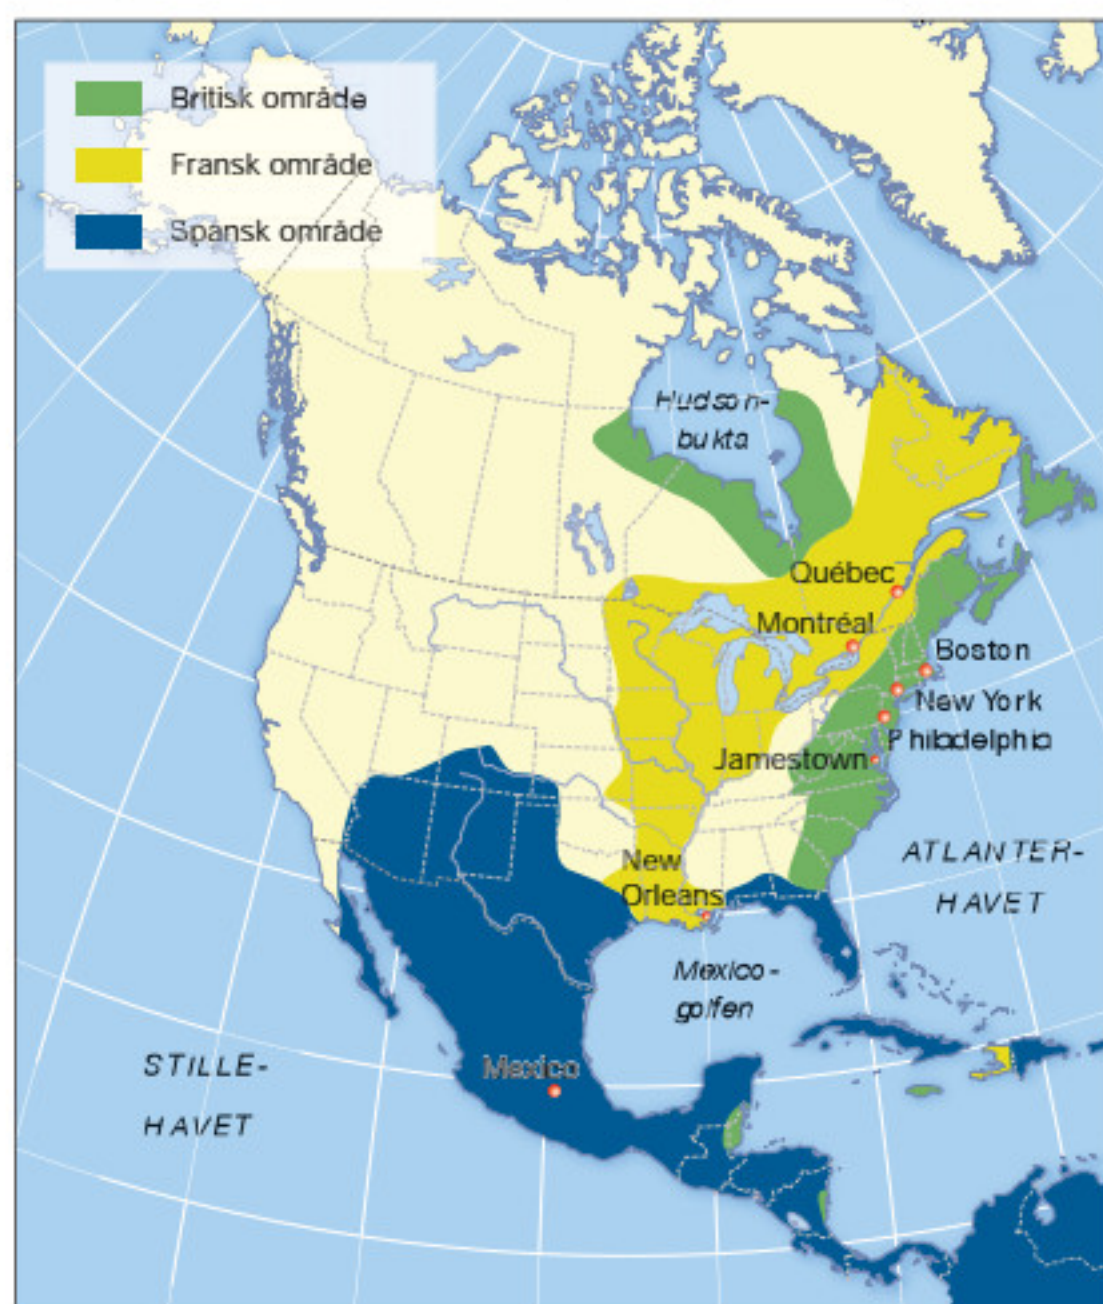 Britisk område
Fransk område
Spansk område
Hudson-
bukta
Québec
Montréal
Boston
New York
Philadelphia
Jamestown
New
Orleans
ATLANTER-
HAVET
Mexico-
golfen
Mexico
STILLE-
HAVET